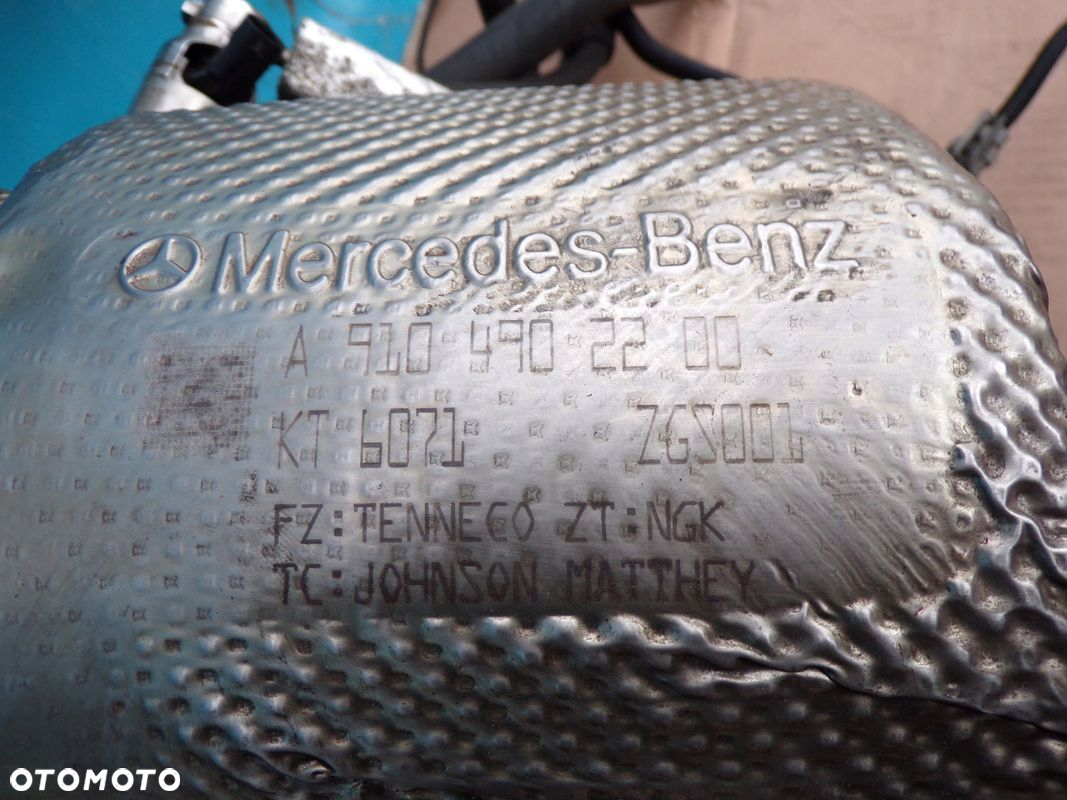 Mercedes-Benz
A 910 490 22 00
KT 6071 ZGS001
FZ:TENNECO ZT:NGK
TC:JOHNSON MATTHEY
OTOMOTO